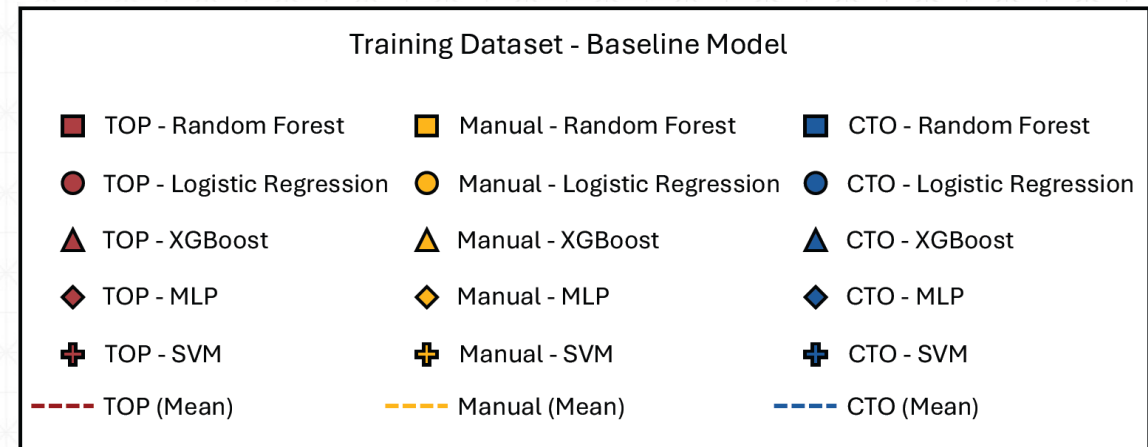 Training Dataset - Baseline Model
TOP - Random Forest
Manual - Random Forest
CTO - Random Forest
TOP - Logistic Regression
Manual - Logistic Regression
CTO - Logistic Regression
TOP - XGBoost
Manual - XGBoost
CTO - XGBoost
TOP - MLP
Manual - MLP
CTO - MLP
TOP - SVM
Manual - SVM
CTO - SVM
TOP (Mean)
Manual (Mean)
CTO (Mean)